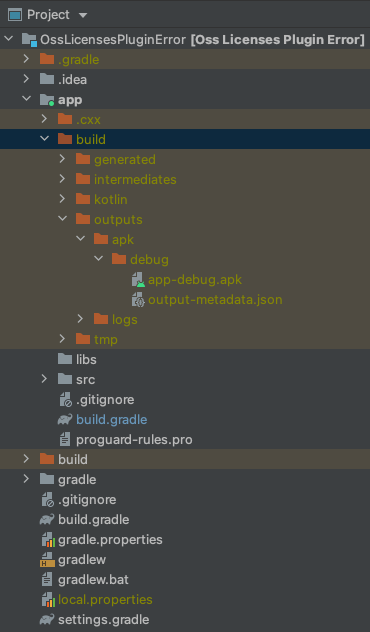 Project
OssLicensesPluginError [Oss Licenses Plugin Error]
.gradle
.idea
app
.cxx
build
generated
intermediates
kotlin
outputs
apk
debug
app-debug.apk
output-metadata.json
logs
tmp
libs
src
.gitignore
build.gradle
proguard-rules.pro
build
gradle
.gitignore
build.gradle
gradle.properties
gradlew
gradlew.bat
local.properties
settings.gradle